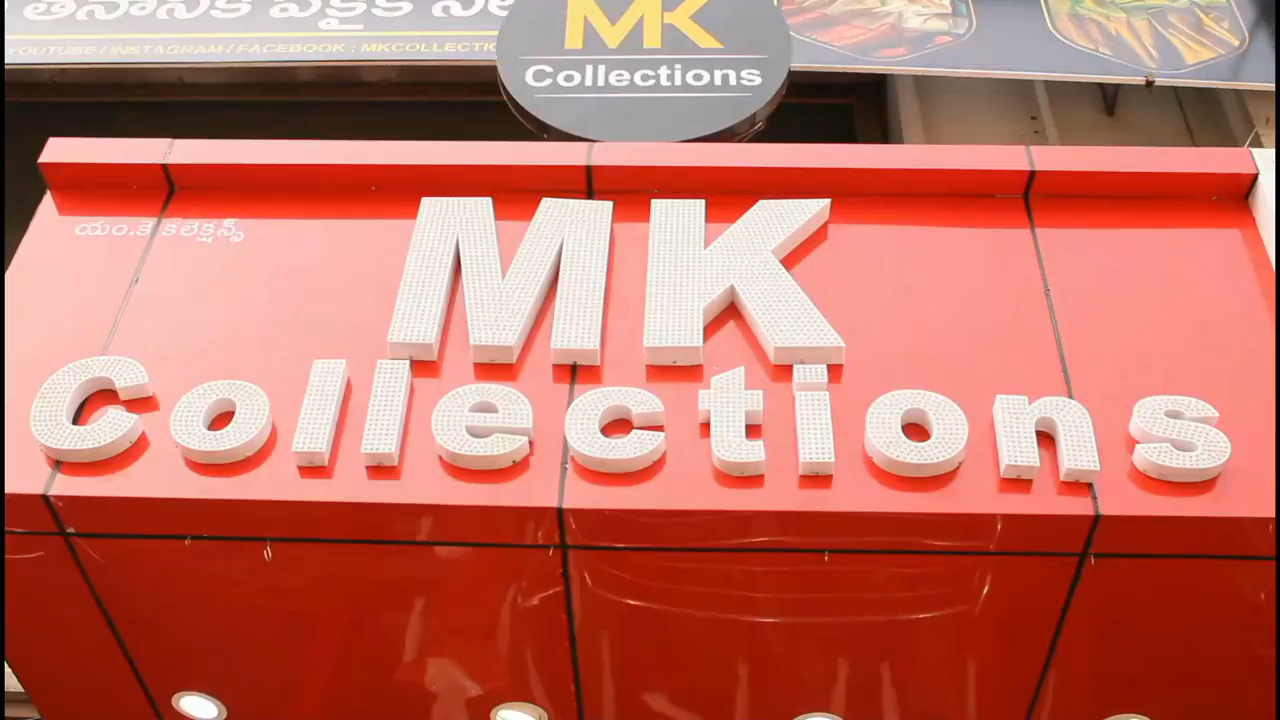 YOUTUBE / INSTAGRAM / FACEBOOK : MKCOLLECTIO
MK
Collections
యం.కె కలెక్షన్స్
MK
Collections